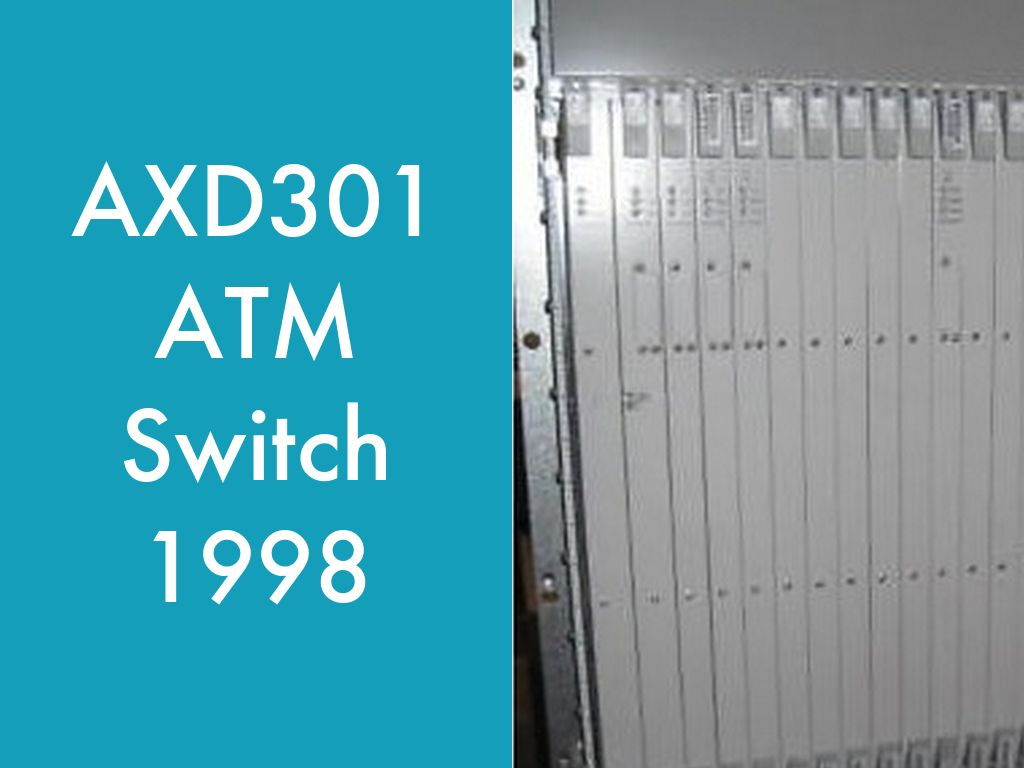 AXD301
ATM
Switch
1998